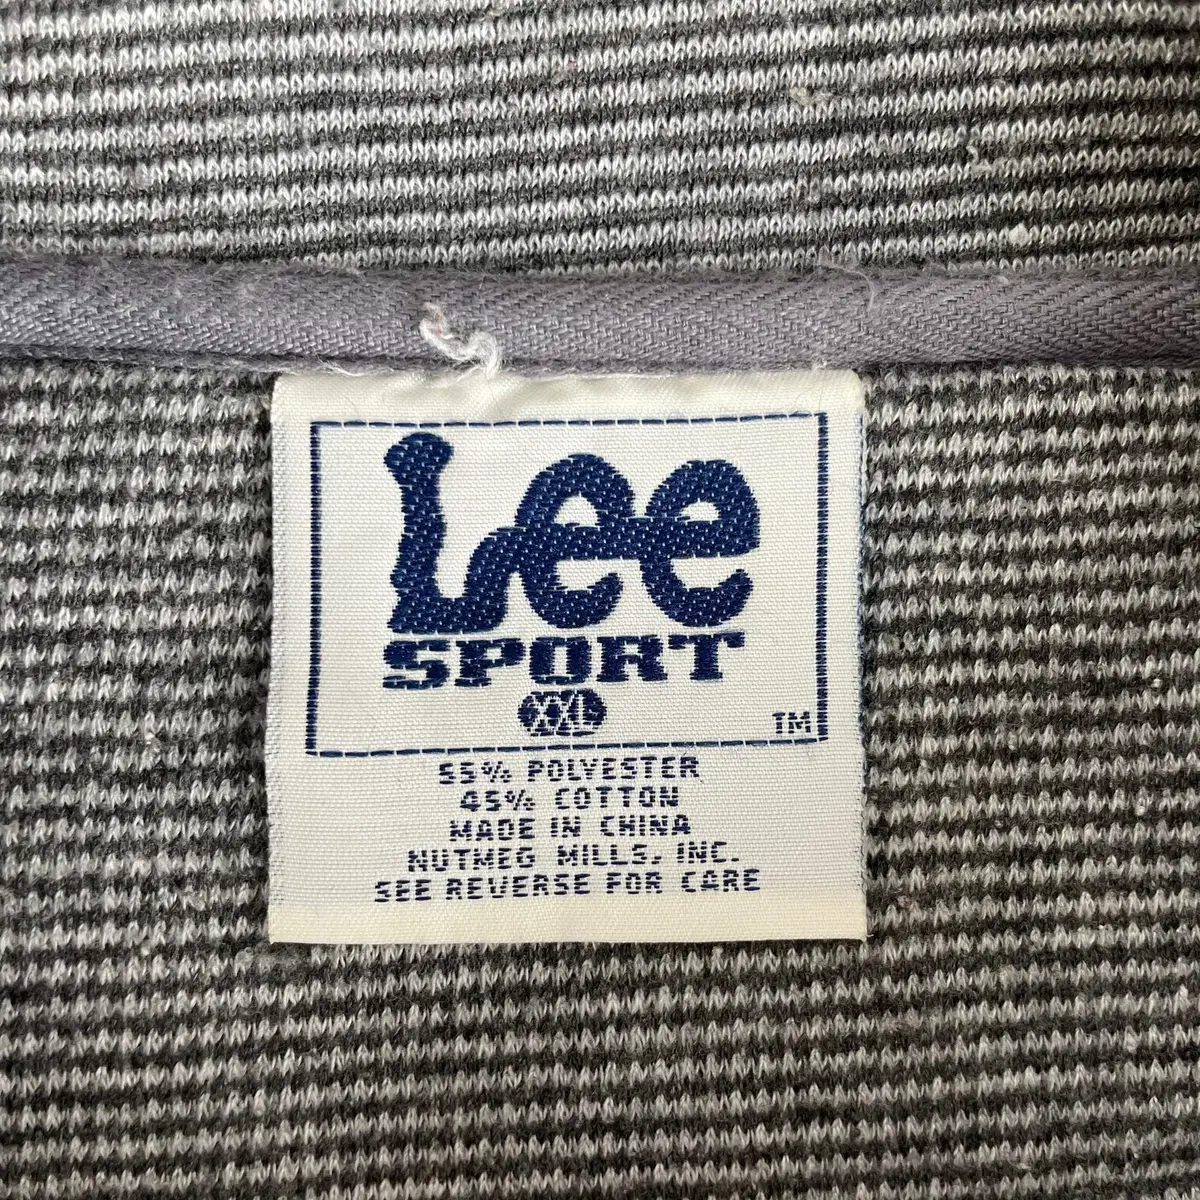 Lee
SPORT
XXL
TM
55% POLYESTER
45% COTTON
MADE IN CHINA
NUTMEG MILLS, INC.
SEE REVERSE FOR CARE